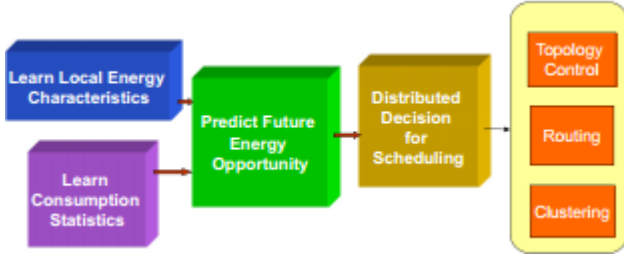 Learn Local Energy
Characteristics
Learn
Consumption
Statistics
Predict Future
Energy
Opportunity
Distributed
Decision
for
Scheduling
Topology
Control
Routing
Clustering